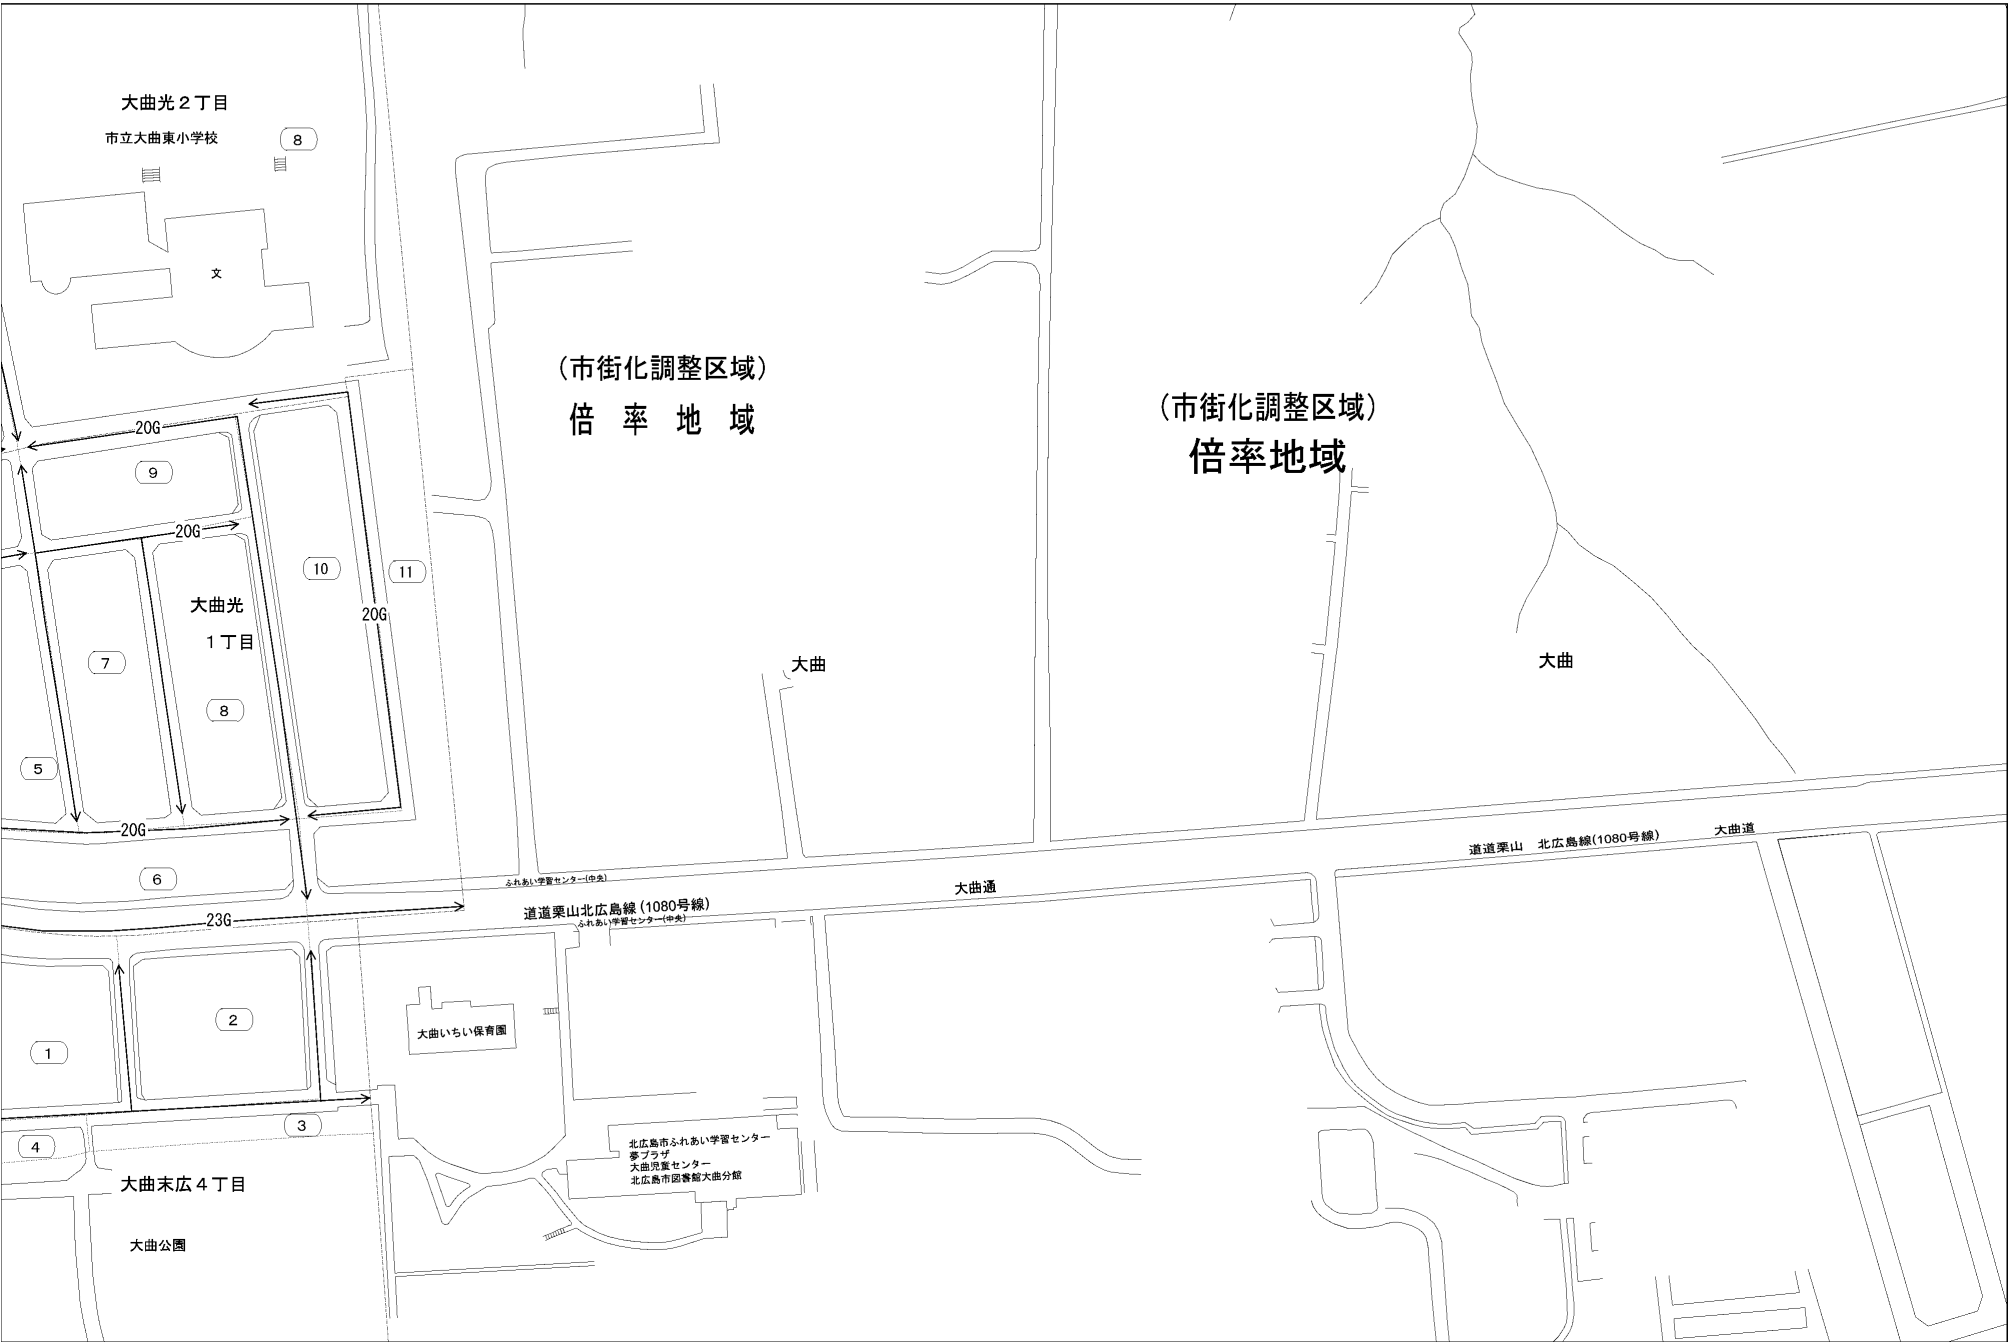 大曲光２丁目
市立大曲東小学校
8
文
（市街化調整区域）
倍率地域
（市街化調整区域）
倍率地域
20G
9
20G
10
11
大曲光
１丁目
20G
7
8
5
大曲
大曲
20G
6
ふれあい学習センター(中央)
大曲通
道道栗山　北広島線(1080号線)
大曲道
23G
道道栗山北広島線(1080号線)
ふれあい学習センター(中央)
大曲いちい保育園
2
1
3
4
北広島市ふれあい学習センター
夢プラザ
大曲児童センター
北広島市図書館大曲分館
大曲末広４丁目
大曲公園